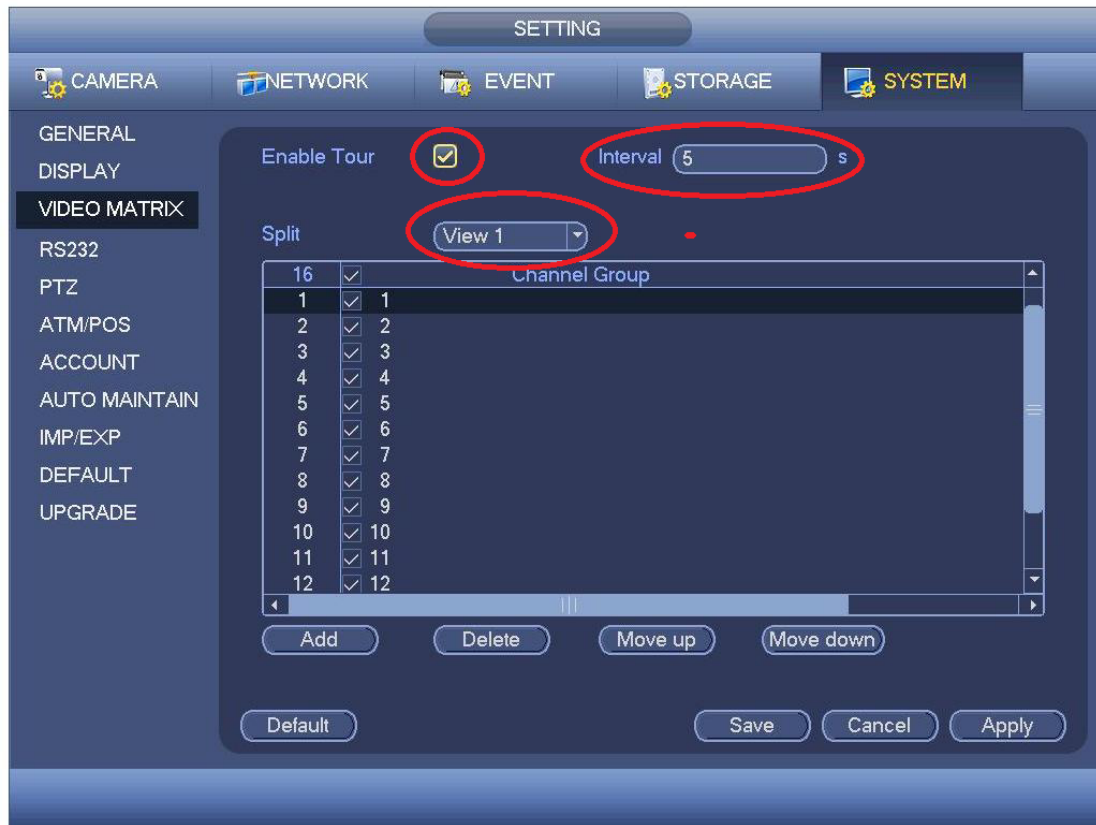 SETTING
CAMERA NETWORK EVENT STORAGE SYSTEM
GENERAL
DISPLAY
VIDEO MATRIX
RS232
PTZ
ATM/POS
ACCOUNT
AUTO MAINTAIN
IMP/EXP
DEFAULT
UPGRADE
Enable Tour Interval 5 s
Split View 1
16 Channel Group
1 1
2 2
3 3
4 4
5 5
6 6
7 7
8 8
9 9
10 10
11 11
12 12
Add Delete Move up Move down
Default Save Cancel Apply